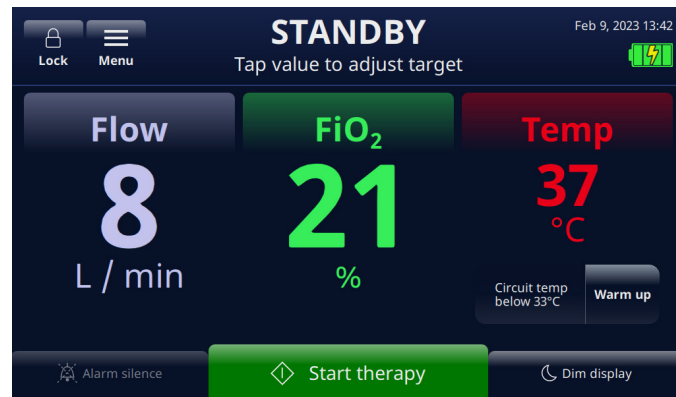 Lock
Menu
STANDBY
Tap value to adjust target
Feb 9, 2023 13:42
Flow
8
L / min
FiO₂
21
%
Temp
37
°C
Circuit temp
below 33°C
Warm up
Alarm silence
Start therapy
Dim display